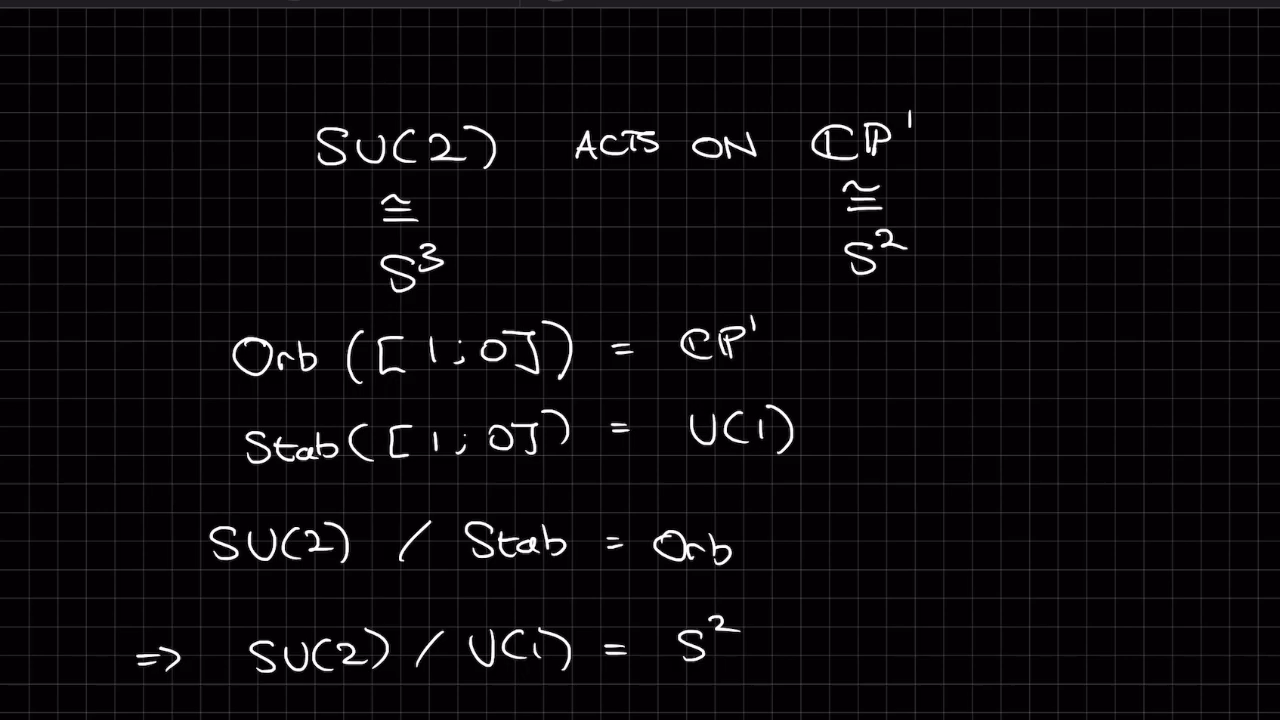 SU(2) ACTS ON ℂℙ¹
≅ ≅
S³ S²
Orb ([1;0]) = ℂℙ¹
Stab([1;0]) = U(1)
SU(2) / Stab = Orb
=> SU(2) / U(1) = S²